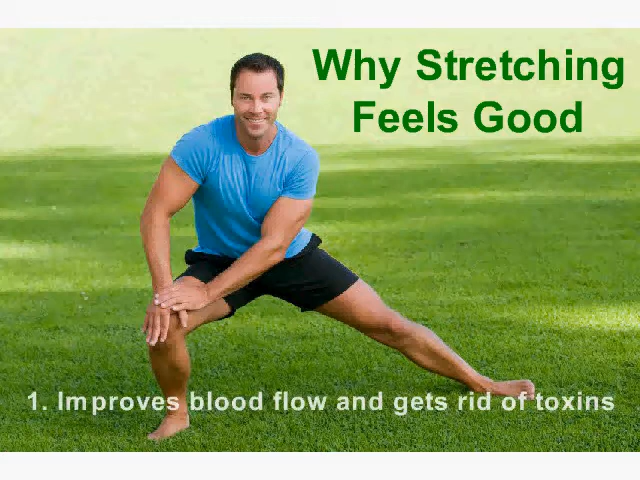 Why Stretching
Feels Good
1. Improves blood flow and gets rid of toxins